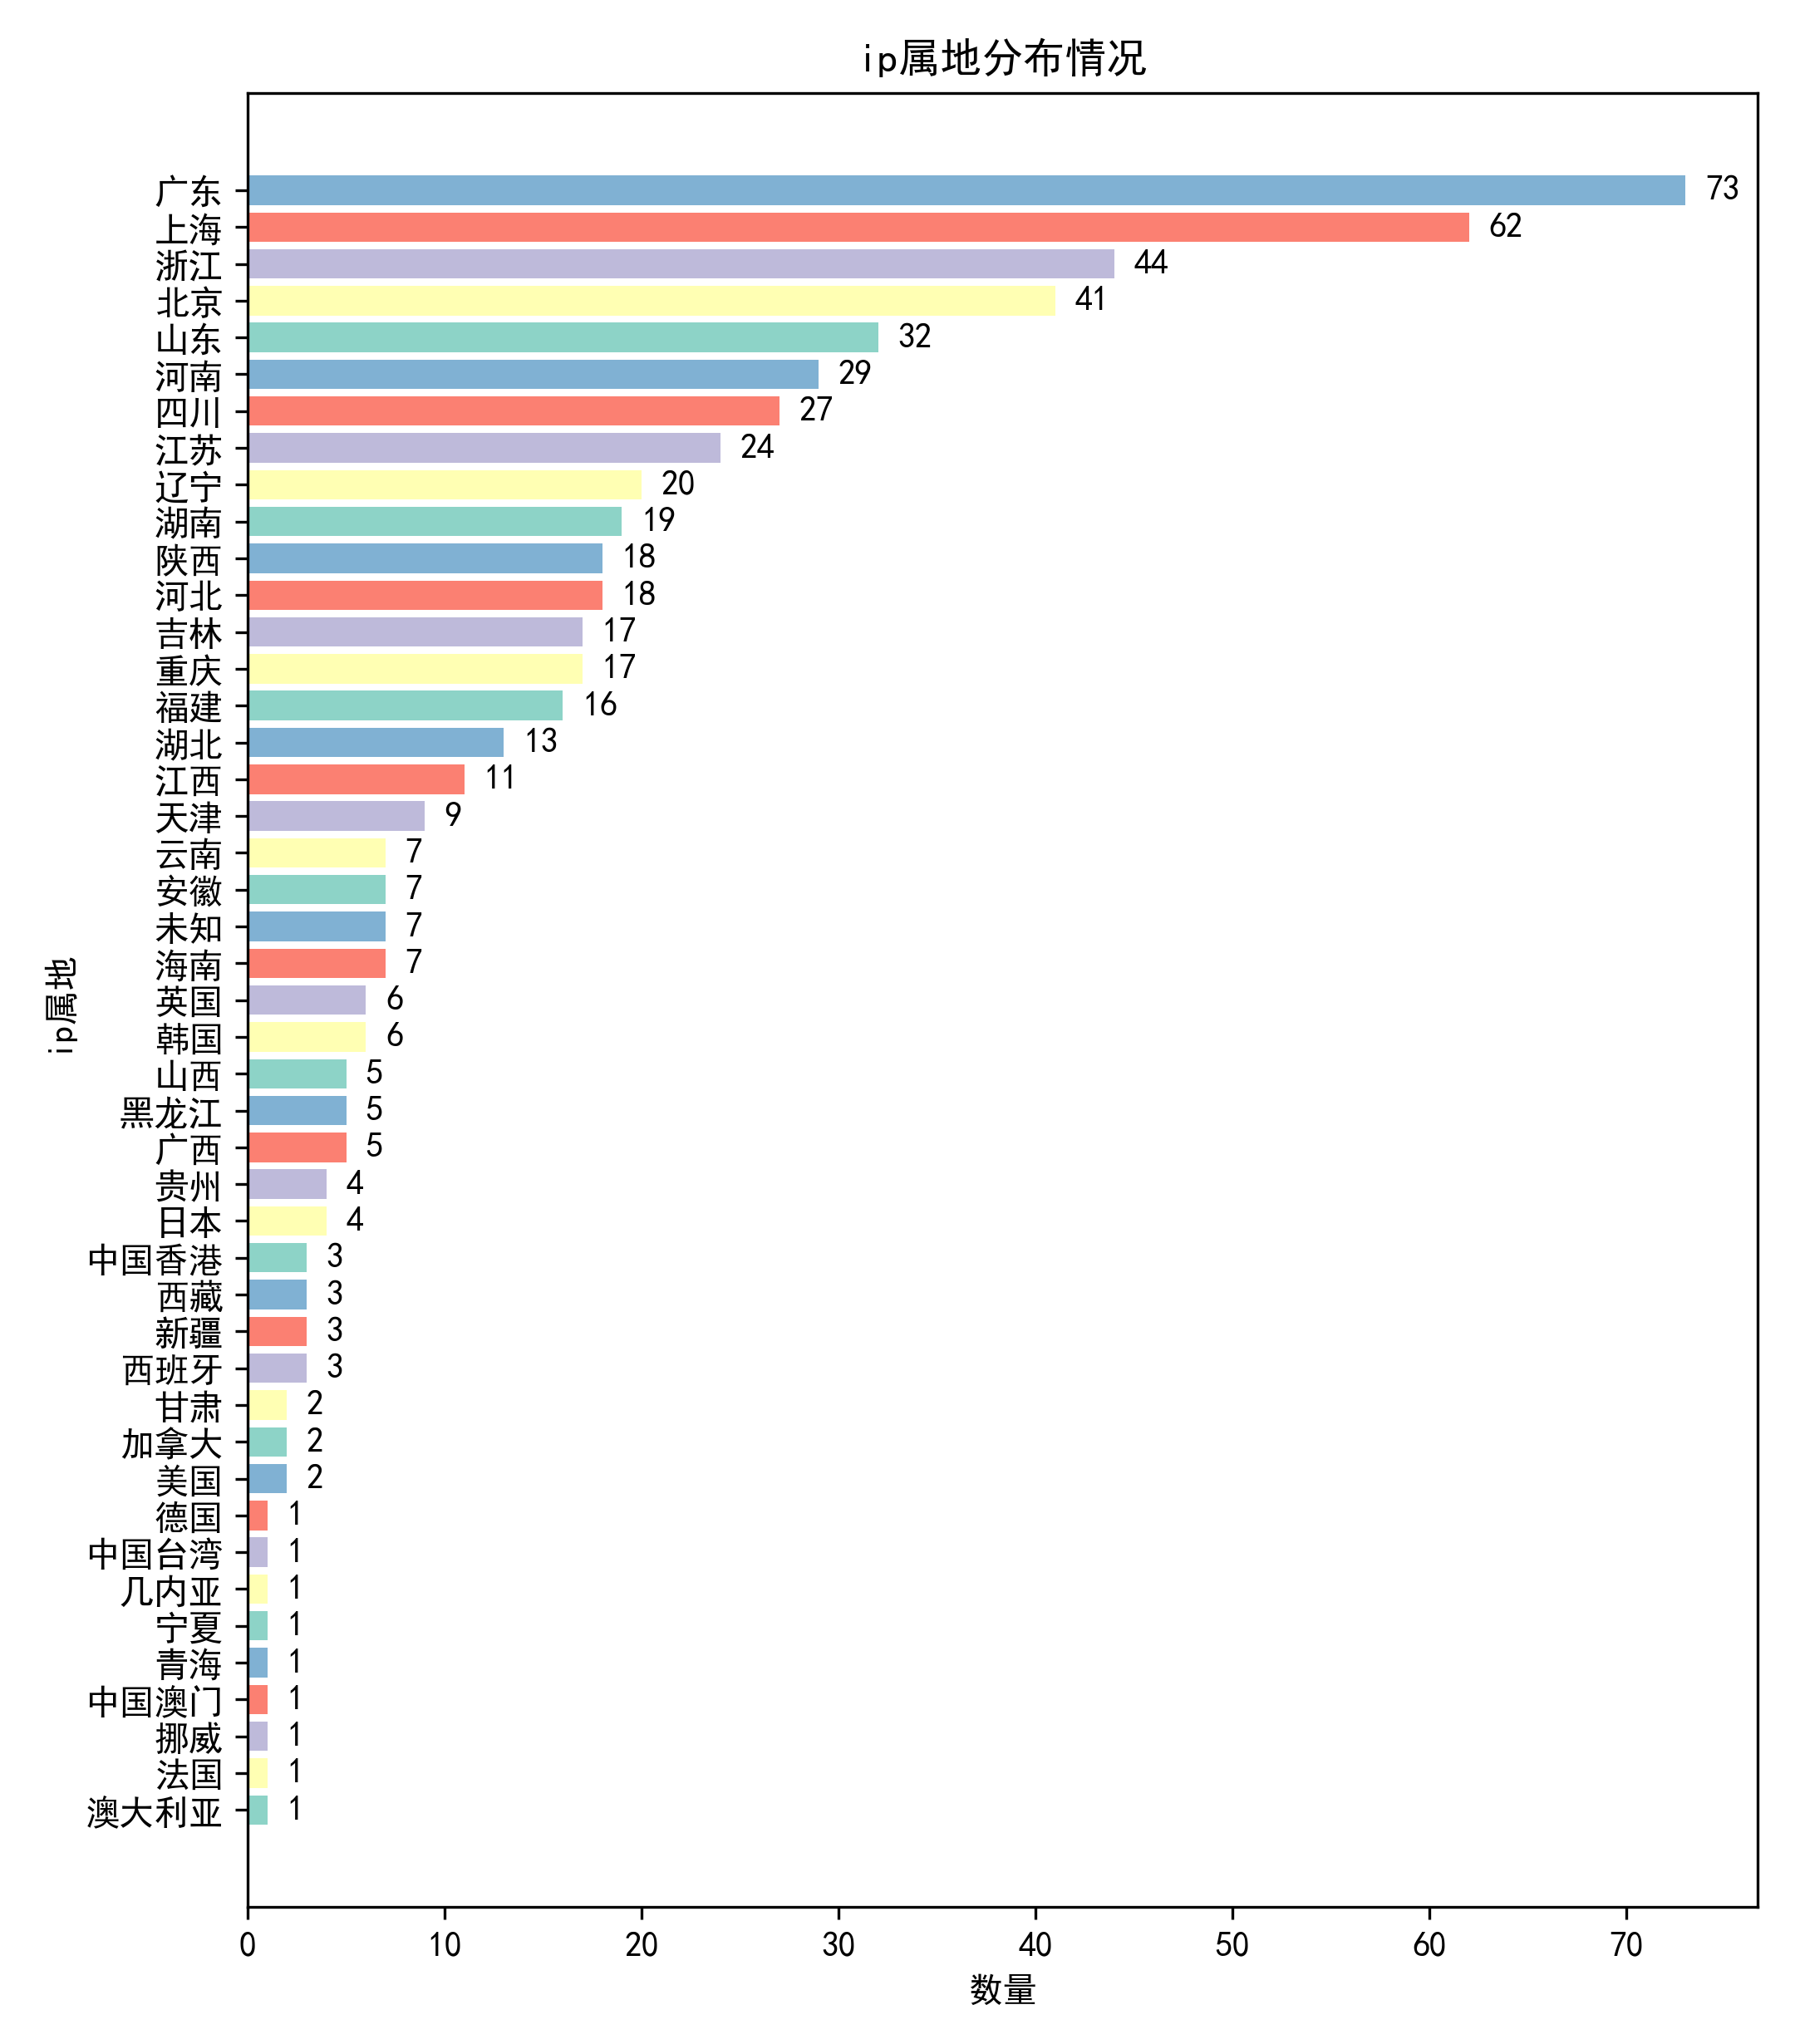 ip属地分布情况
广东 73
上海 62
浙江 44
北京 41
山东 32
河南 29
四川 27
江苏 24
辽宁 20
湖南 19
陕西 18
河北 18
吉林 17
重庆 17
福建 16
湖北 13
江西 11
天津 9
云南 7
安徽 7
未知 7
海南 7
英国 6
韩国 6
山西 5
黑龙江 5
广西 5
贵州 4
日本 4
中国香港 3
西藏 3
新疆 3
西班牙 3
甘肃 2
加拿大 2
美国 2
德国 1
中国台湾 1
几内亚 1
宁夏 1
青海 1
中国澳门 1
挪威 1
法国 1
澳大利亚 1
ip属地
0 10 20 30 40 50 60 70
数量